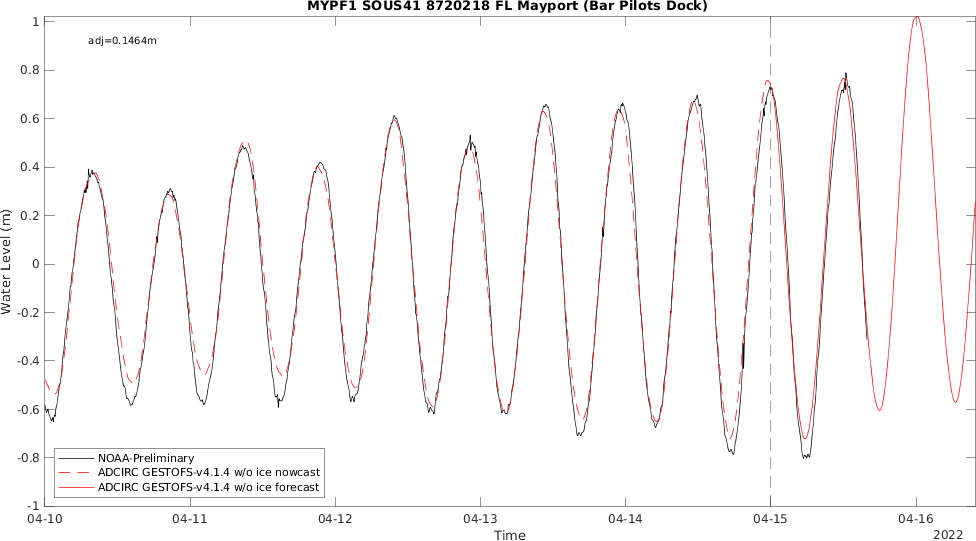 MYPF1 SOUS41 8720218 FL Mayport (Bar Pilots Dock)
adj=0.1464m
1
0.8
0.6
0.4
0.2
0
-0.2
-0.4
-0.6
-0.8
-1
Water Level (m)
NOAA-Preliminary
ADCIRC GESTOFS-v4.1.4 w/o ice nowcast
ADCIRC GESTOFS-v4.1.4 w/o ice forecast
04-10 04-11 04-12 04-13 04-14 04-15 04-16
Time
2022